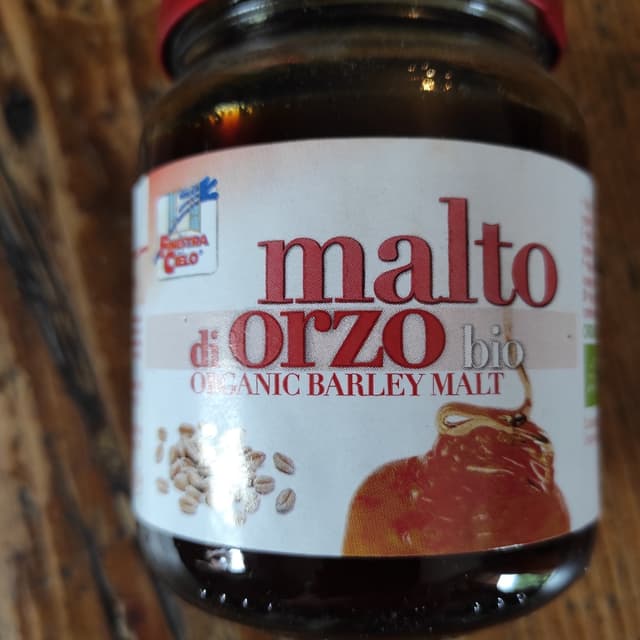 FINESTRA
CIELO
malto
di orzo bio
ORGANIC BARLEY MALT